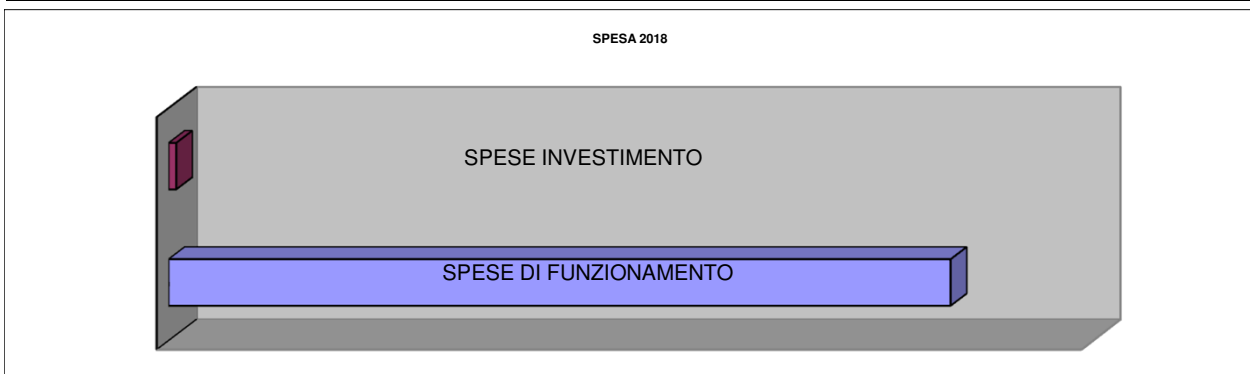 SPESA 2018
SPESE INVESTIMENTO
SPESE DI FUNZIONAMENTO